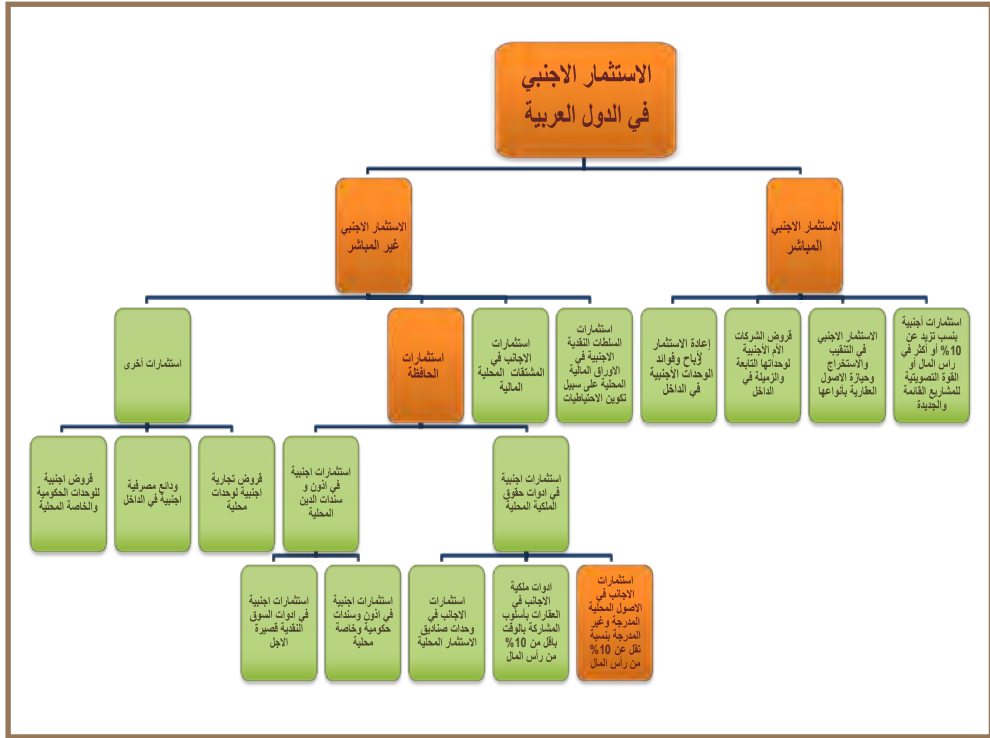 الاستثمار الاجنبي
في الدول العربية
الاستثمار الاجنبي
المباشر
الاستثمار الاجنبي
غير المباشر
استثمارات أجنبية
بنسب تزيد عن
10% أو أكثر في
راس المال أو
القوة التصويتية
للمشاريع القائمة
والجديدة
الاستثمار الاجنبي
في التنقيب
والاستخراج
وحيازة الاصول
العقارية بأنواعها
قروض الشركات
الأم الأجنبية
لوحداتها التابعة
والزميلة في
الداخل
إعادة الاستثمار
لأباح وفوائد
الوحدات الأجنبية
في الداخل
استثمارات
السلطات النقدية
الاجنبية في
الاوراق المالية
المحلية على سبيل
تكوين الاحتياطيات
استثمارات
الاجانب في
المشتقات المحلية
المالية
استثمارات
الحافظة
استثمارات أخرى
استثمارات اجنبية
في ادوات حقوق
الملكية المحلية
استثمارات اجنبية
في اذون و
سندات الدين
المحلية
قروض تجارية
اجنبية لوحدات
محلية
ودائع مصرفية
اجنبية في الداخل
قروض اجنبية
للوحدات الحكومية
والخاصة المحلية
استثمارات
الاجانب في
الاصول المحلية
المدرجة وغير
المدرجة بنسبة
تقل عن 10%
من رأس المال
ادوات ملكية
الاجانب في
العقارات بأسلوب
المشاركة بالوقت
بأقل من 10%
من رأس المال
استثمارات
الاجانب في
وحدات صناديق
الاستثمار المحلية
استثمارات اجنبية
في اذون وسندات
حكومية وخاصة
محلية
استثمارات اجنبية
في ادوات السوق
النقدية قصيرة
الاجل